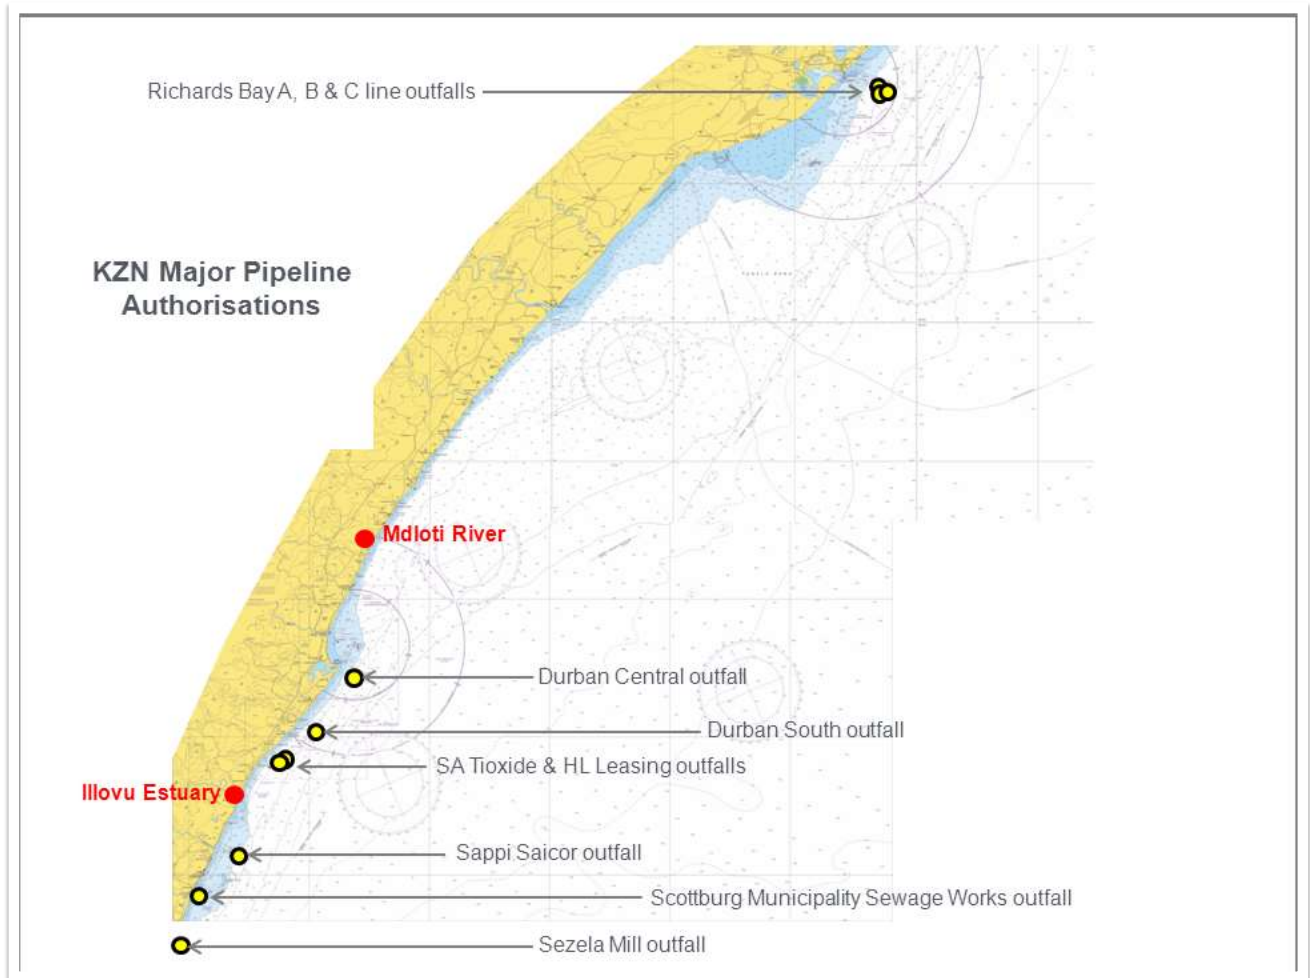 Richards Bay A, B & C line outfalls
KZN Major Pipeline
Authorisations
Mdloti River
Durban Central outfall
Durban South outfall
SA Tioxide & HL Leasing outfalls
Illovu Estuary
Sappi Saicor outfall
Scottburg Municipality Sewage Works outfall
Sezela Mill outfall